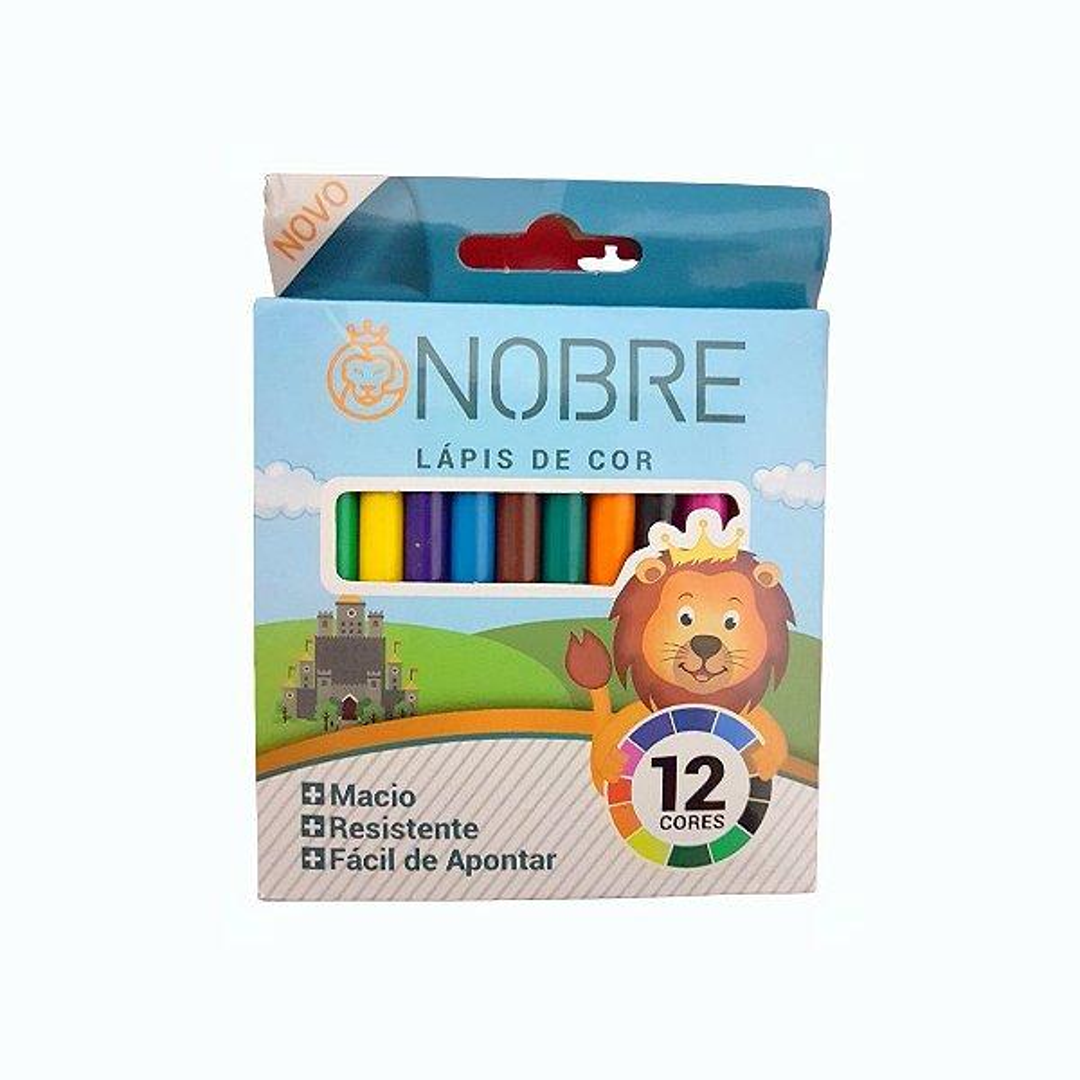 NOVO
NOBRE
LÁPIS DE COR
12
CORES
Macio
Resistente
Fácil de Apontar